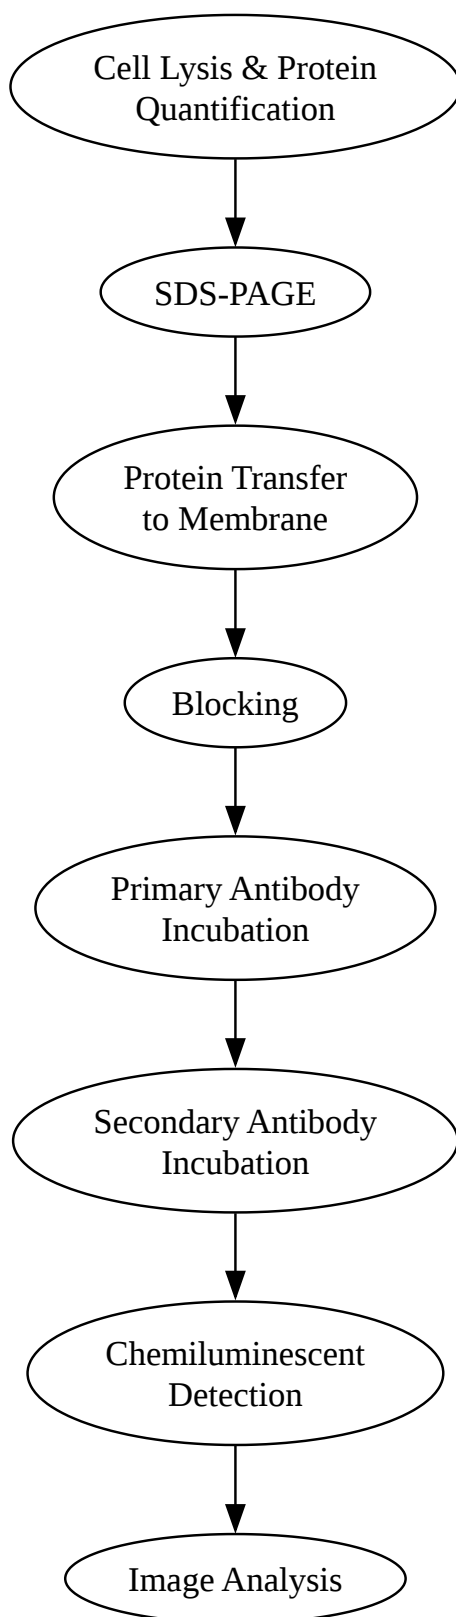 Cell Lysis & Protein
Quantification
SDS-PAGE
Protein Transfer
to Membrane
Blocking
Primary Antibody
Incubation
Secondary Antibody
Incubation
Chemiluminescent
Detection
Image Analysis